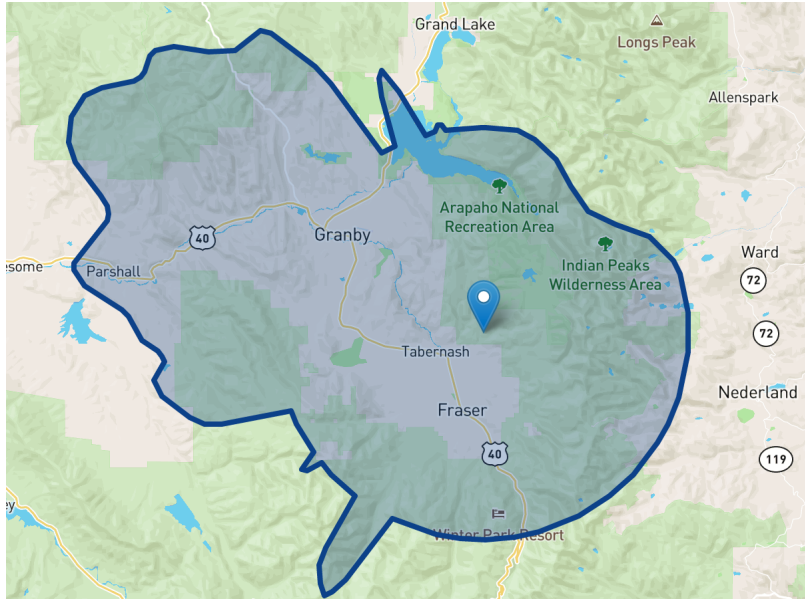 Grand Lake
Longs Peak
Allenspark
Arapaho National
Recreation Area
40
Granby
Ward
esome
Parshall
Indian Peaks
Wilderness Area
72
72
Tabernash
Nederland
Fraser
40
119
ey
Winter Park Resort